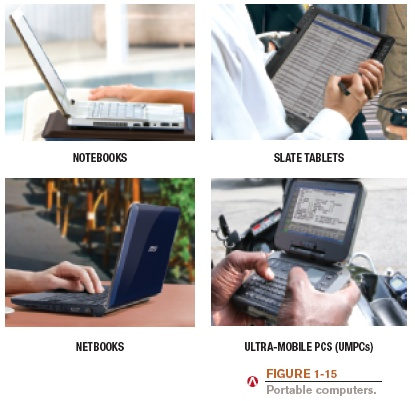 NOTEBOOKS
SLATE TABLETS
NETBOOKS
ULTRA-MOBILE PCS (UMPCs)
FIGURE 1-15
Portable computers.